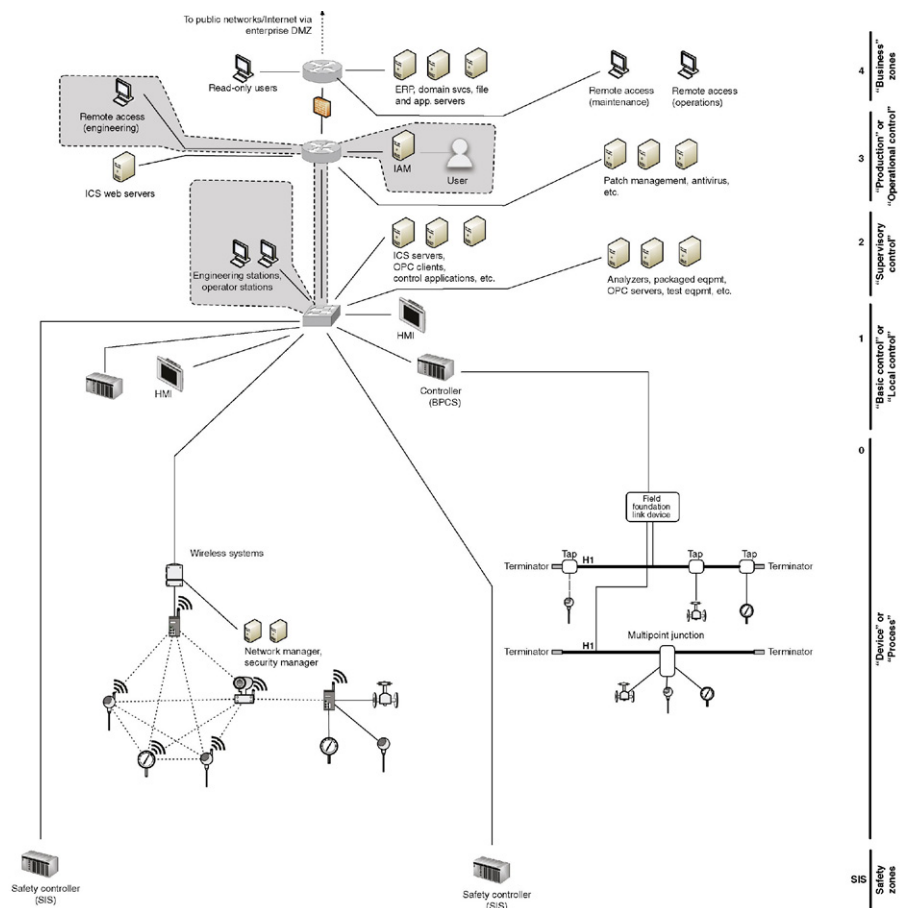 To public networks/Internet via
enterprise DMZ
Read-only users
ERP, domain svcs, file
and app. servers
Remote access
(maintenance)
Remote access
(operations)
4
"Business"
zones
Remote access
(engineering)
ICS web servers
IAM
User
Patch management, antivirus,
etc.
3
"Production" or
"Operational control"
Engineering stations,
operator stations
ICS servers,
OPC clients,
control applications, etc.
Analyzers, packaged eqpmt,
OPC servers, test eqpmt, etc.
2
"Supervisory
control"
HMI
HMI
Controller
(BPCS)
1
"Basic control" or
"Local control"
0
Field
foundation
link device
Wireless systems
Terminator
Tap
H1
Tap
Tap
Terminator
Network manager,
security manager
Terminator
H1
Multipoint junction
Terminator
"Device" or
"Process"
Safety controller
(SIS)
Safety controller
(SIS)
SIS
Safety
zones